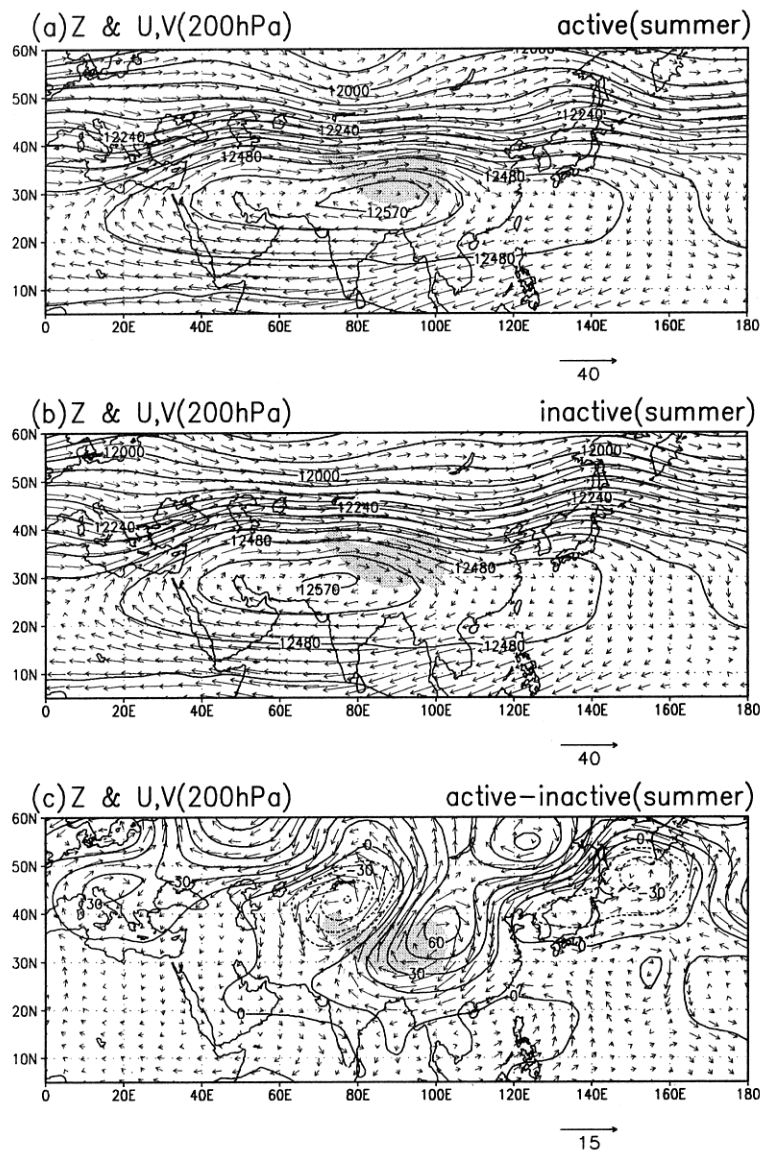 (a) Z & U,V(200hPa) active(summer)
60N
12000
12000
50N
12240
12240
12240
40N
12480
12480
30N
12570
20N
12480
10N
0 20E 40E 60E 80E 100E 120E 140E 160E 180
40
(b) Z & U,V(200hPa) inactive(summer)
60N
12000
12000
12000
50N
12240
12240
12240
40N
12480
12480
30N
12570
20N
12480
12480
10N
0 20E 40E 60E 80E 100E 120E 140E 160E 180
40
(c) Z & U,V(200hPa) active-inactive(summer)
60N
0
0
50N
30
-30
30
30
40N
60
0
30N
30
0
20N
0
10N
0 20E 40E 60E 80E 100E 120E 140E 160E 180
15